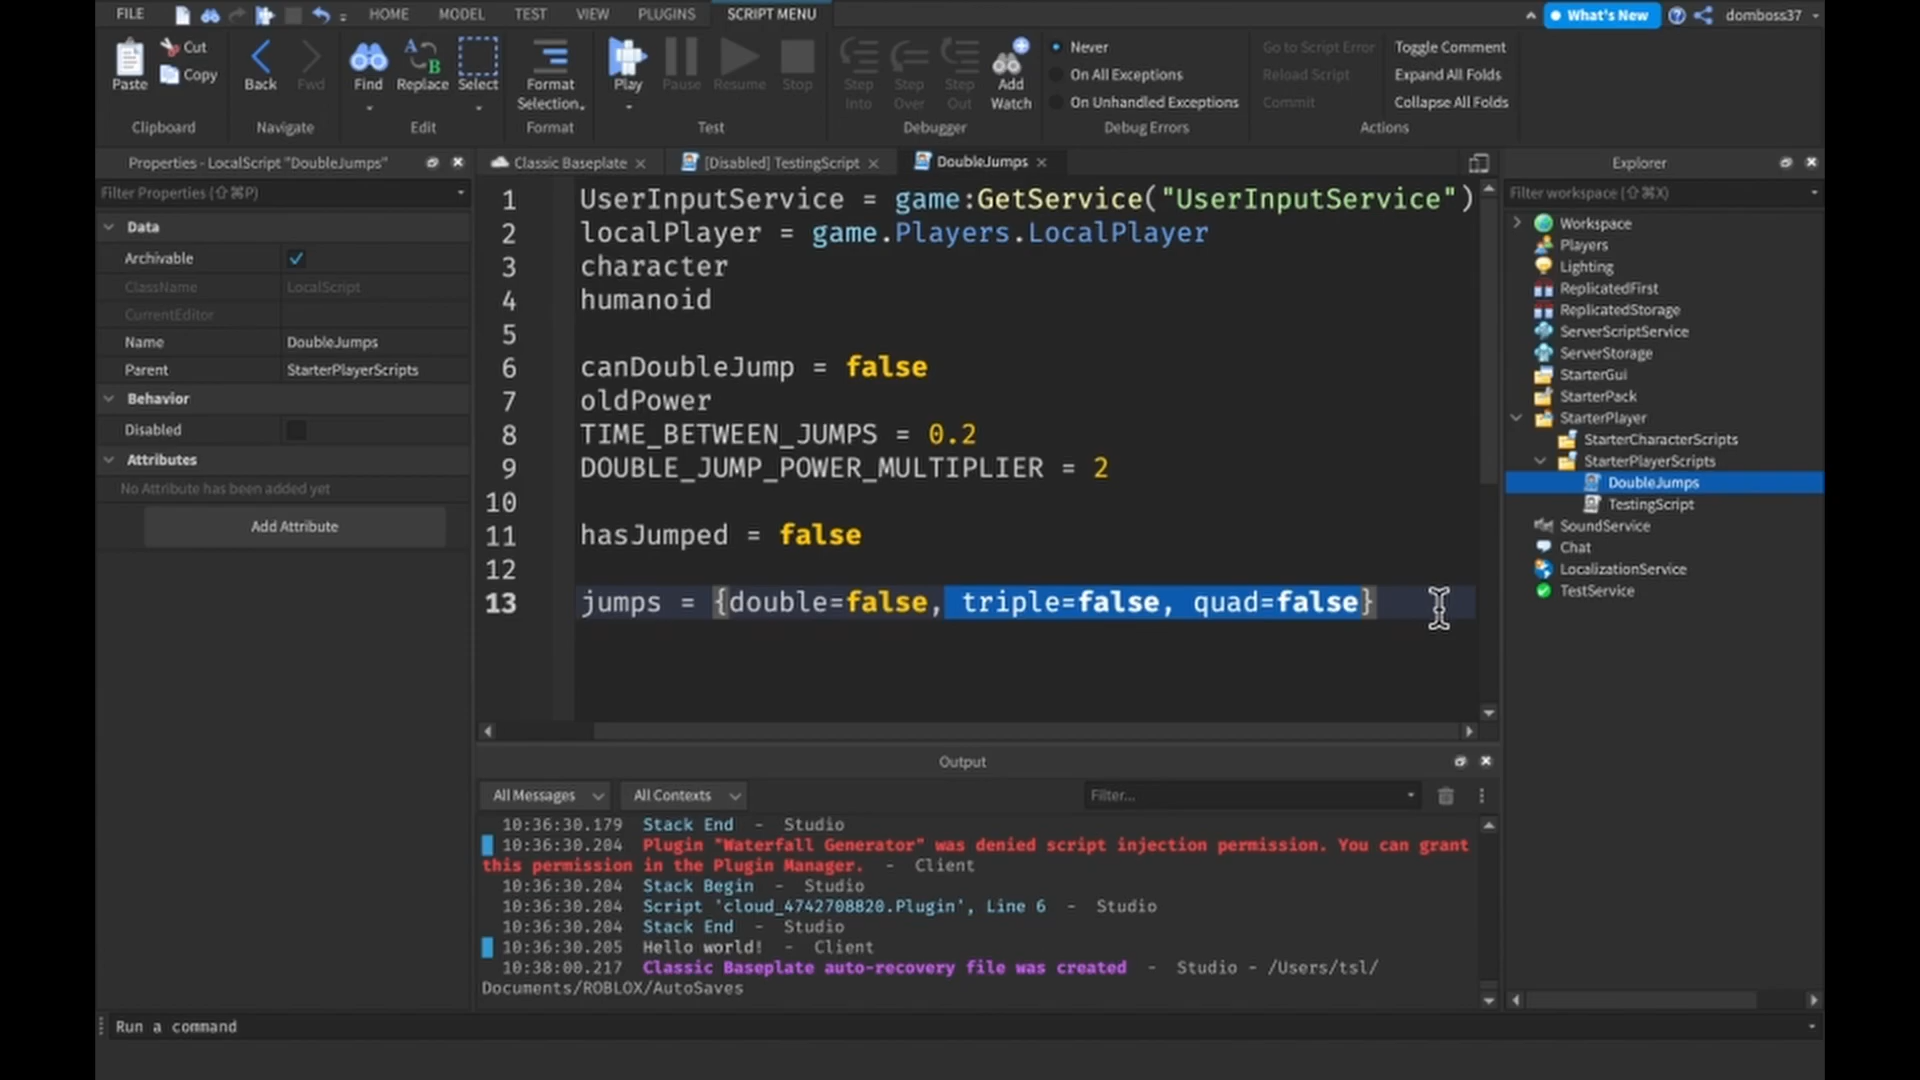 FILE HOME MODEL TEST VIEW PLUGINS SCRIPT MENU What's New domboss37
Paste Cut Copy
Clipboard
Back Fwd
Navigate
Find Replace Select
Edit
Format Selection
Format
Play Pause Resume Stop
Test
Step Into Step Over Step Out Add Watch
Debugger
Never
On All Exceptions
On Unhandled Exceptions
Debug Errors
Go to Script Error
Reload Script
Commit
Toggle Comment
Expand All Folds
Collapse All Folds
Actions
Properties - LocalScript "DoubleJumps"
Filter Properties (⇧⌘P)
Data
Archivable
ClassName LocalScript
CurrentEditor
Name DoubleJumps
Parent StarterPlayerScripts
Behavior
Disabled
Attributes
No Attribute has been added yet
Add Attribute
Classic Baseplate × [Disabled] TestingScript × DoubleJumps ×
1 UserInputService = game:GetService("UserInputService")
2 localPlayer = game.Players.LocalPlayer
3 character
4 humanoid
5
6 canDoubleJump = false
7 oldPower
8 TIME_BETWEEN_JUMPS = 0.2
9 DOUBLE_JUMP_POWER_MULTIPLIER = 2
10
11 hasJumped = false
12
13 jumps = {double=false, triple=false, quad=false}
Output
All Messages All Contexts Filter...
10:36:30.179 Stack End - Studio
10:36:30.204 Plugin "Waterfall Generator" was denied script injection permission. You can grant
this permission in the Plugin Manager. - Client
10:36:30.204 Stack Begin - Studio
10:36:30.204 Script 'cloud_4742708820.Plugin', Line 6 - Studio
10:36:30.204 Stack End - Studio
10:36:30.205 Hello world! - Client
10:38:00.217 Classic Baseplate auto-recovery file was created - Studio - /Users/tsl/
Documents/ROBLOX/AutoSaves
Explorer
Filter workspace (⇧⌘X)
Workspace
Players
Lighting
ReplicatedFirst
ReplicatedStorage
ServerScriptService
ServerStorage
StarterGui
StarterPack
StarterPlayer
StarterCharacterScripts
StarterPlayerScripts
DoubleJumps
TestingScript
SoundService
Chat
LocalizationService
TestService
Run a command